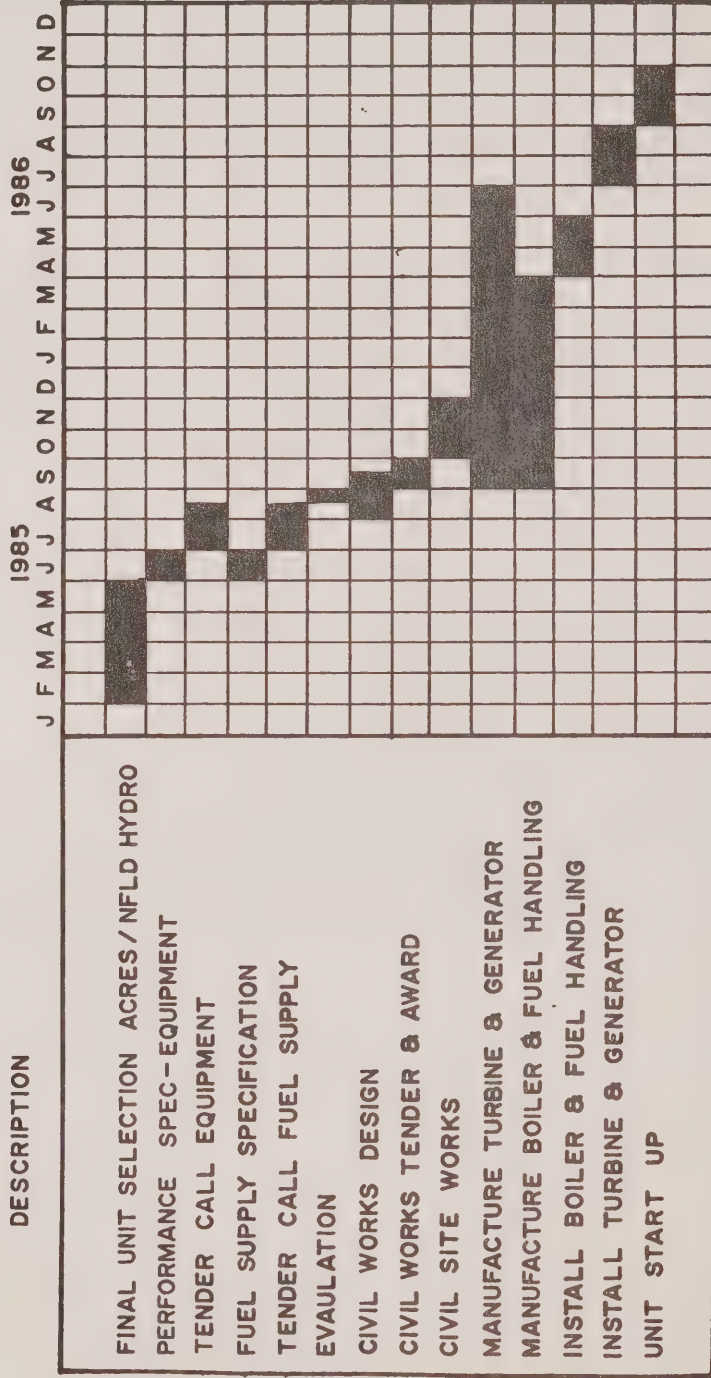 DESCRIPTION
1985
1986
J F M A M J J A S O N D J F M A M J J A S O N D
FINAL UNIT SELECTION ACRES / NFLD HYDRO
PERFORMANCE SPEC-EQUIPMENT
TENDER CALL EQUIPMENT
FUEL SUPPLY SPECIFICATION
TENDER CALL FUEL SUPPLY
EVAULATION
CIVIL WORKS DESIGN
CIVIL WORKS TENDER & AWARD
CIVIL SITE WORKS
MANUFACTURE TURBINE & GENERATOR
MANUFACTURE BOILER & FUEL HANDLING
INSTALL BOILER & FUEL HANDLING
INSTALL TURBINE & GENERATOR
UNIT START UP